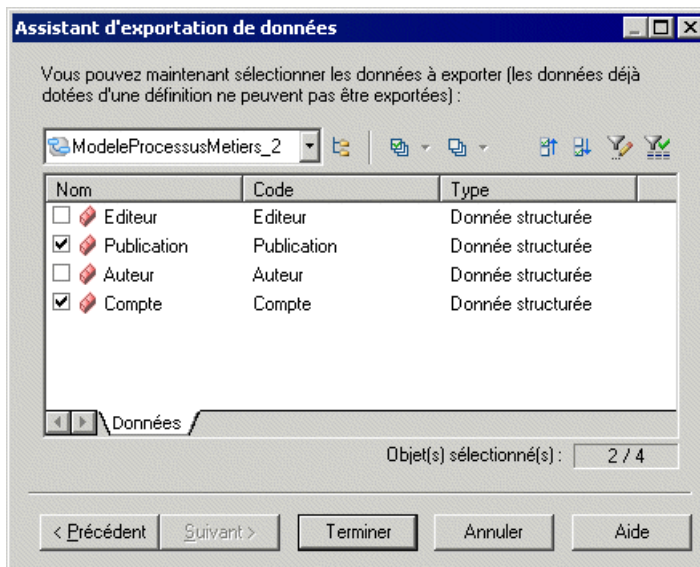 Assistant d'exportation de données
Vous pouvez maintenant sélectionner les données à exporter (les données déjà
dotées d'une définition ne peuvent pas être exportées) :
ModeleProcessusMetiers_2
Nom Code Type
Editeur Editeur Donnée structurée
Publication Publication Donnée structurée
Auteur Auteur Donnée structurée
Compte Compte Donnée structurée
Données
Objet(s) sélectionné(s) : 2 / 4
< Précédent Suivant > Terminer Annuler Aide